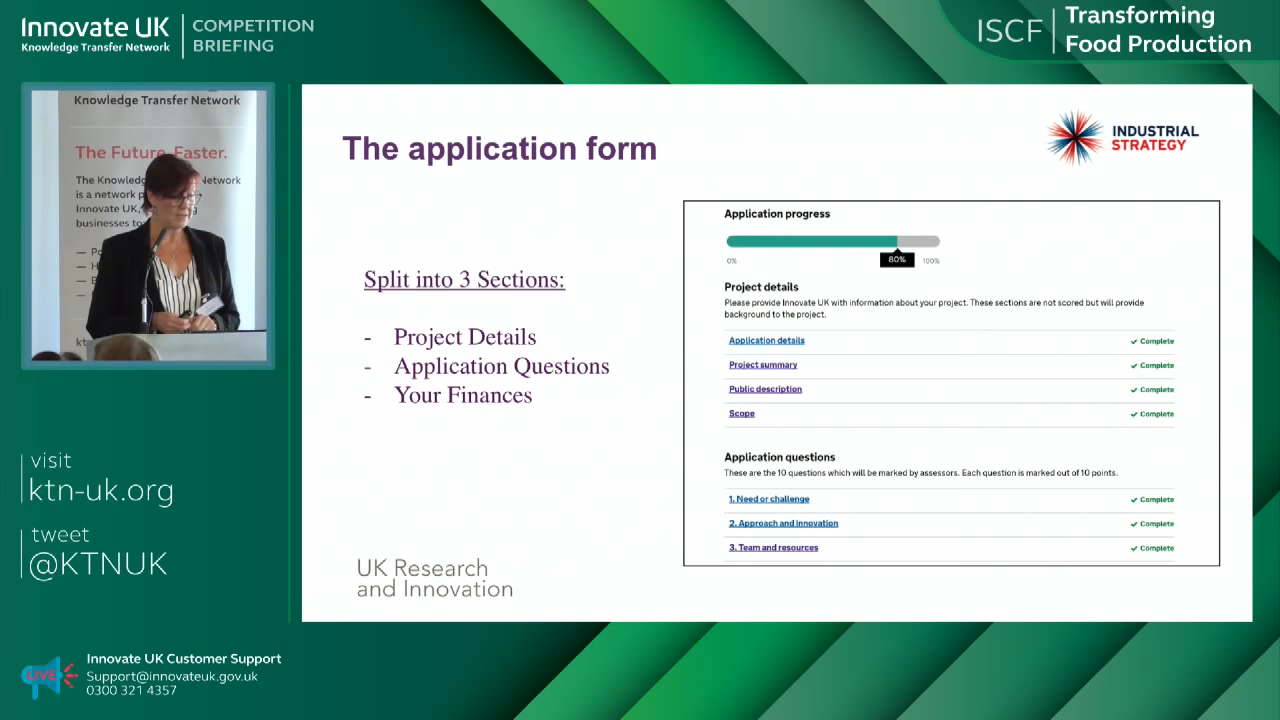 Innovate UK
Knowledge Transfer Network
COMPETITION
BRIEFING
ISCF
Transforming
Food Production
Knowledge Transfer Network
The Future. Faster.
The Network
is a network
Innovate UK,
businesses
The application form
INDUSTRIAL
STRATEGY
Split into 3 Sections:
- Project Details
- Application Questions
- Your Finances
UK Research
and Innovation
Application progress
80%
0%
100%
Project details
Please provide Innovate UK with information about your project. These sections are not scored but will provide
background to the project.
Application details
Complete
Project summary
Complete
Public description
Complete
Scope
Complete
Application questions
These are the 10 questions which will be marked by assessors. Each question is marked out of 10 points.
1. Need or challenge
Complete
2. Approach and innovation
Complete
3. Team and resources
Complete
visit
ktn-uk.org
tweet
@KTNUK
LIVE
Innovate UK Customer Support
Support@innovateuk.gov.uk
0300 321 4357